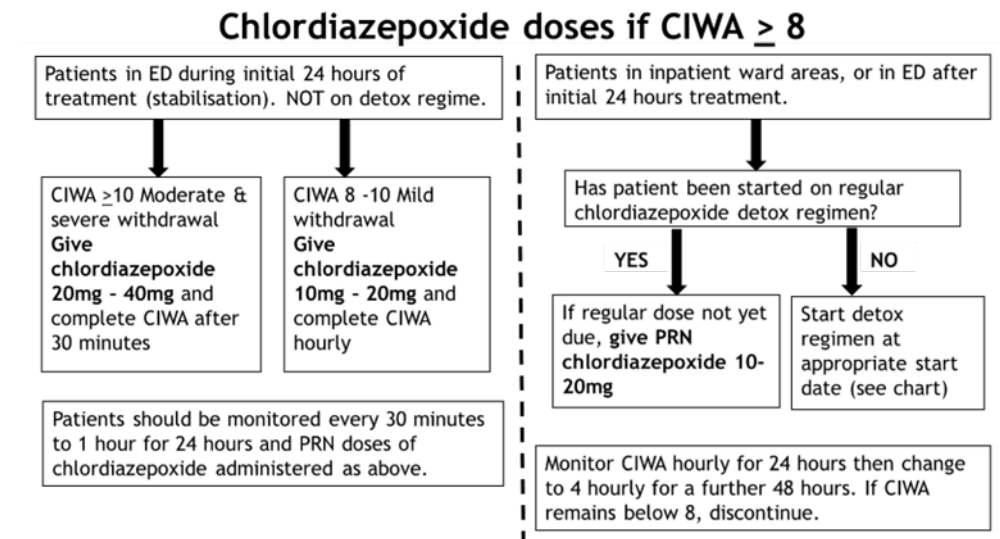 Chlordiazepoxide doses if CIWA ≥ 8
Patients in ED during initial 24 hours of
treatment (stabilisation). NOT on detox regime.
CIWA ≥10 Moderate &
severe withdrawal
Give
chlordiazepoxide
20mg - 40mg and
complete CIWA after
30 minutes
CIWA 8 -10 Mild
withdrawal
Give
chlordiazepoxide
10mg - 20mg and
complete CIWA
hourly
Patients should be monitored every 30 minutes
to 1 hour for 24 hours and PRN doses of
chlordiazepoxide administered as above.
Patients in inpatient ward areas, or in ED after
initial 24 hours treatment.
Has patient been started on regular
chlordiazepoxide detox regimen?
YES
NO
If regular dose not yet
due, give PRN
chlordiazepoxide 10-
20mg
Start detox
regimen at
appropriate start
date (see chart)
Monitor CIWA hourly for 24 hours then change
to 4 hourly for a further 48 hours. If CIWA
remains below 8, discontinue.